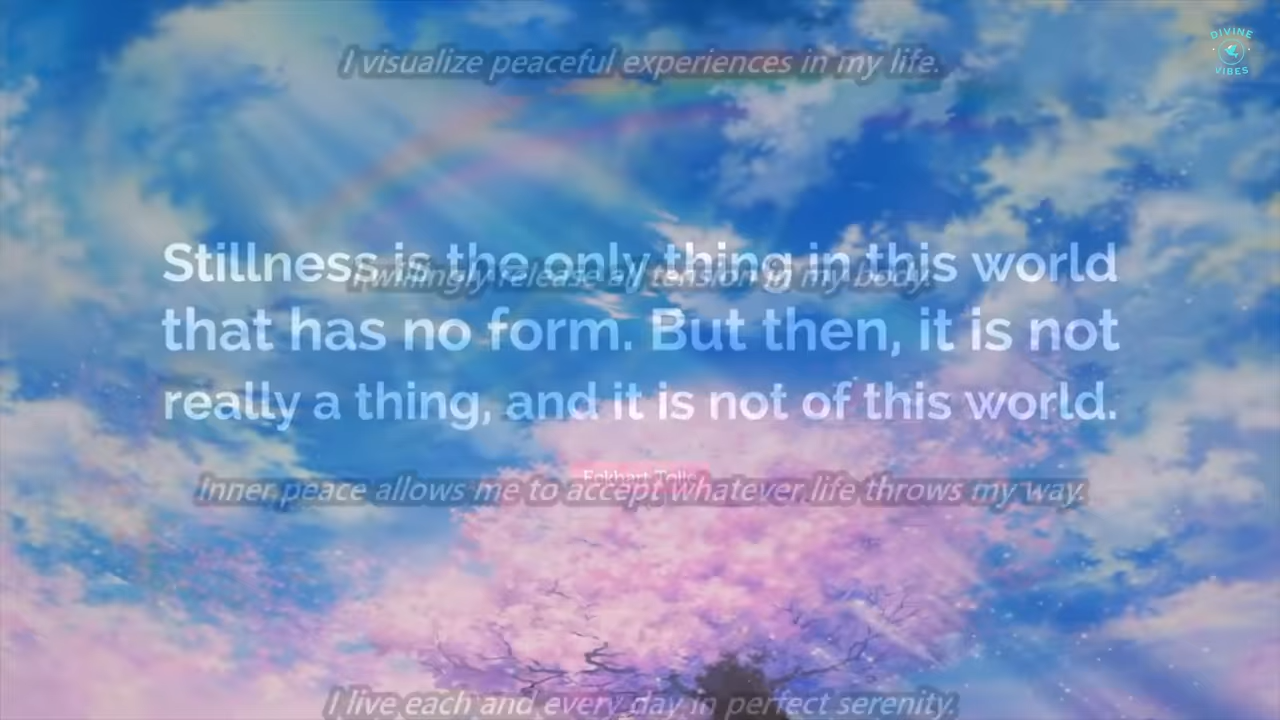 I visualize peaceful experiences in my life.
DIVINE
VIBES
Stillness is the only thing in this world
I willingly release all tension in my body.
that has no form. But then, it is not
really a thing, and it is not of this world.
Eckhart Tolle
Inner peace allows me to accept whatever life throws my way.
I live each and every day in perfect serenity.